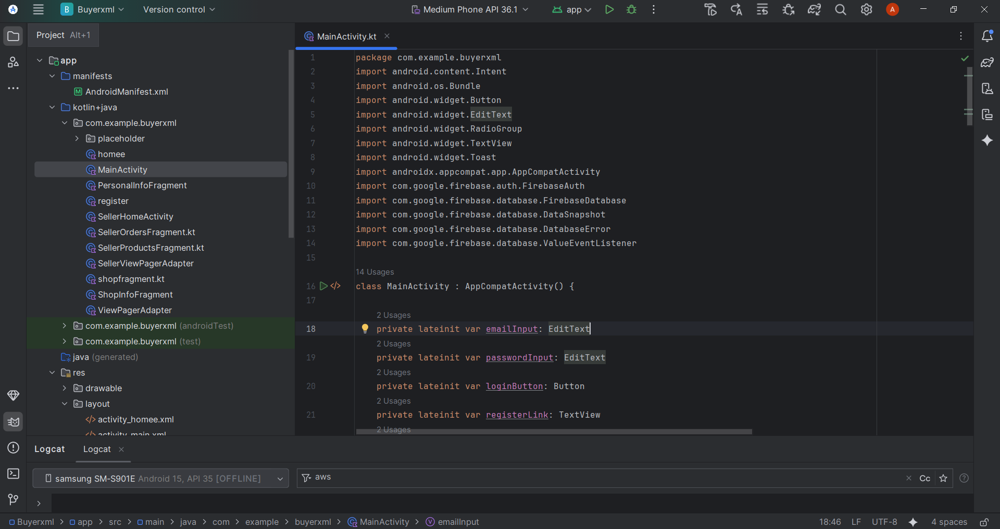 B Buyerxml Version control Medium Phone API 36.1 app A
Project Alt+1
MainActivity.kt
app
manifests
AndroidManifest.xml
kotlin+java
com.example.buyerxml
placeholder
homee
MainActivity
PersonalInfoFragment
register
SellerHomeActivity
SellerOrdersFragment.kt
SellerProductsFragment.kt
SellerViewPagerAdapter
shopfragment.kt
ShopInfoFragment
ViewPagerAdapter
com.example.buyerxml (androidTest)
com.example.buyerxml (test)
java (generated)
res
drawable
layout
activity_homee.xml
activity_main.xml
1 package com.example.buyerxml
2 import android.content.Intent
3 import android.os.Bundle
4 import android.widget.Button
5 import android.widget.EditText
6 import android.widget.RadioGroup
7 import android.widget.TextView
8 import android.widget.Toast
9 import androidx.appcompat.app.AppCompatActivity
10 import com.google.firebase.auth.FirebaseAuth
11 import com.google.firebase.database.FirebaseDatabase
12 import com.google.firebase.database.DataSnapshot
13 import com.google.firebase.database.DatabaseError
14 import com.google.firebase.database.ValueEventListener
15
14 Usages
16 class MainActivity : AppCompatActivity() {
17
2 Usages
18 private lateinit var emailInput: EditText
2 Usages
19 private lateinit var passwordInput: EditText
2 Usages
20 private lateinit var loginButton: Button
2 Usages
21 private lateinit var registerLink: TextView
2 Usages
Logcat Logcat
samsung SM-S901E Android 15, API 35 [OFFLINE] aws Cc
Buyerxml > app > src > main > java > com > example > buyerxml > MainActivity > emailInput 18:46 LF UTF-8 4 spaces